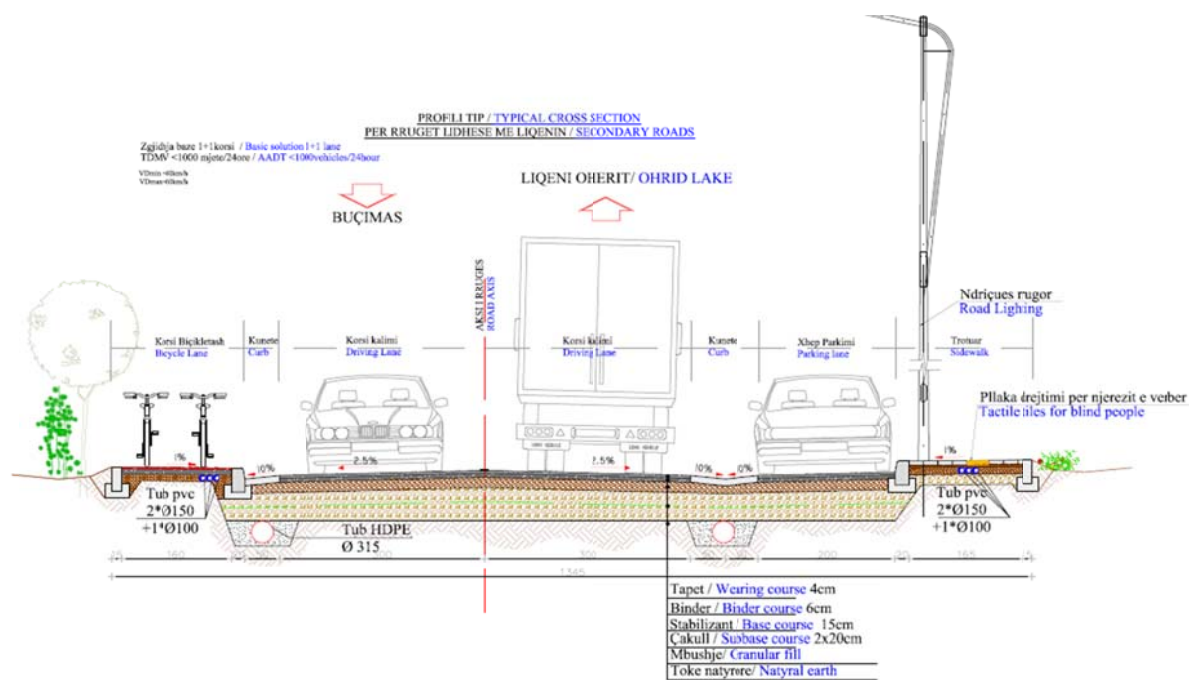 PROFILI TIP / TYPICAL CROSS SECTION
PER RRUGET LIDHESE ME LIQENIN / SECONDARY ROADS
Zgjidhja baze 1+1korsi / Basic solution 1+1 lane
TDMV <1000 mjete/24ore / AADT <1000vehicles/24hour
BUÇIMAS
LIQENI OHERIT/ OHRID LAKE
AKSI I RRUGES
ROAD AXIS
Ndriçues rrugor
Road Lighing
Korsi Biçikletash
Bicycle Lane
Kunete
Curb
Korsi kalimi
Driving Lane
Korsi kalimi
Driving Lane
Kunete
Curb
Xhep Parkimi
Parking lane
Trotuar
Sidewalk
Pllaka drejtimi per njerezit e verber
Tactile tiles for blind people
1%
10%
2.5%
10%
1%
Tub pvc
2*Ø150
+1*Ø100
Tub HDPE
Ø 315
Tub pvc
2*Ø150
+1*Ø100
160
300
200
165
1345
Tapet / Wearing course 4cm
Binder / Binder course 6cm
Stabilizant / Base course 15cm
Çakull / Subbase course 2x20cm
Mbushje/ Granular fill
Toke natyrore/ Natyral earth